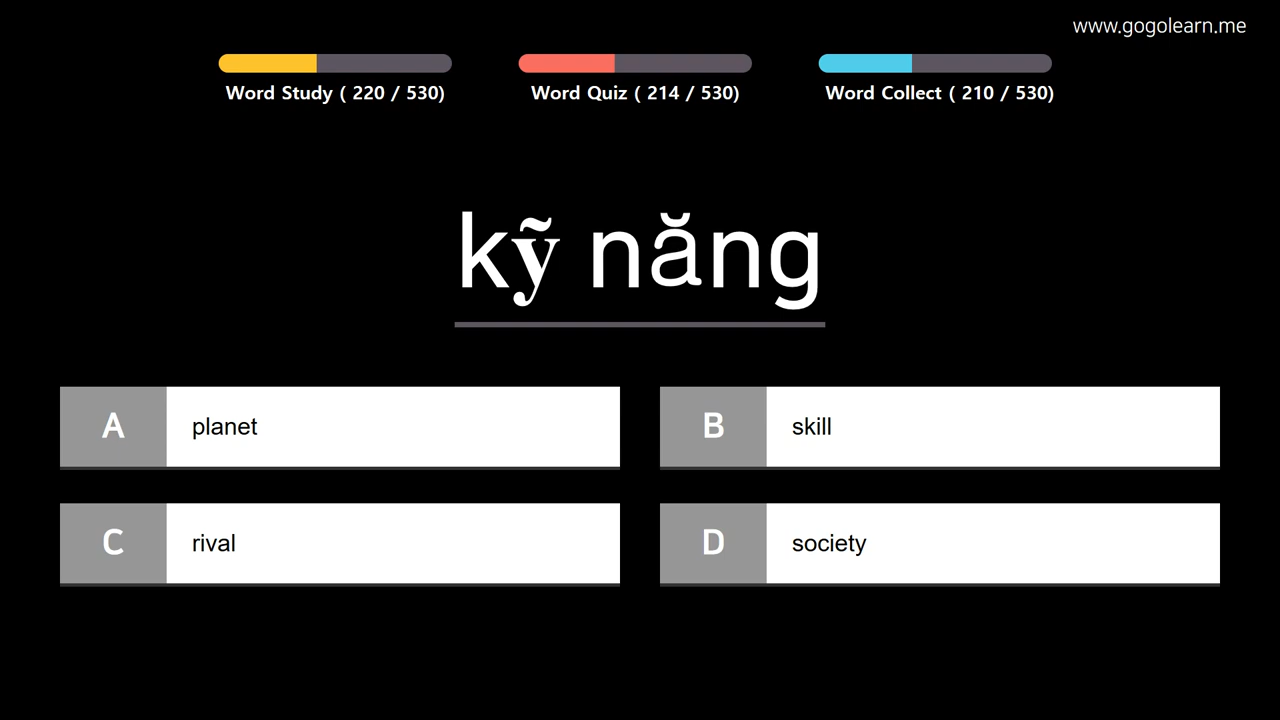 www.gogolearn.me
Word Study ( 220 / 530)
Word Quiz ( 214 / 530)
Word Collect ( 210 / 530)
kỹ năng
A planet
B skill
C rival
D society